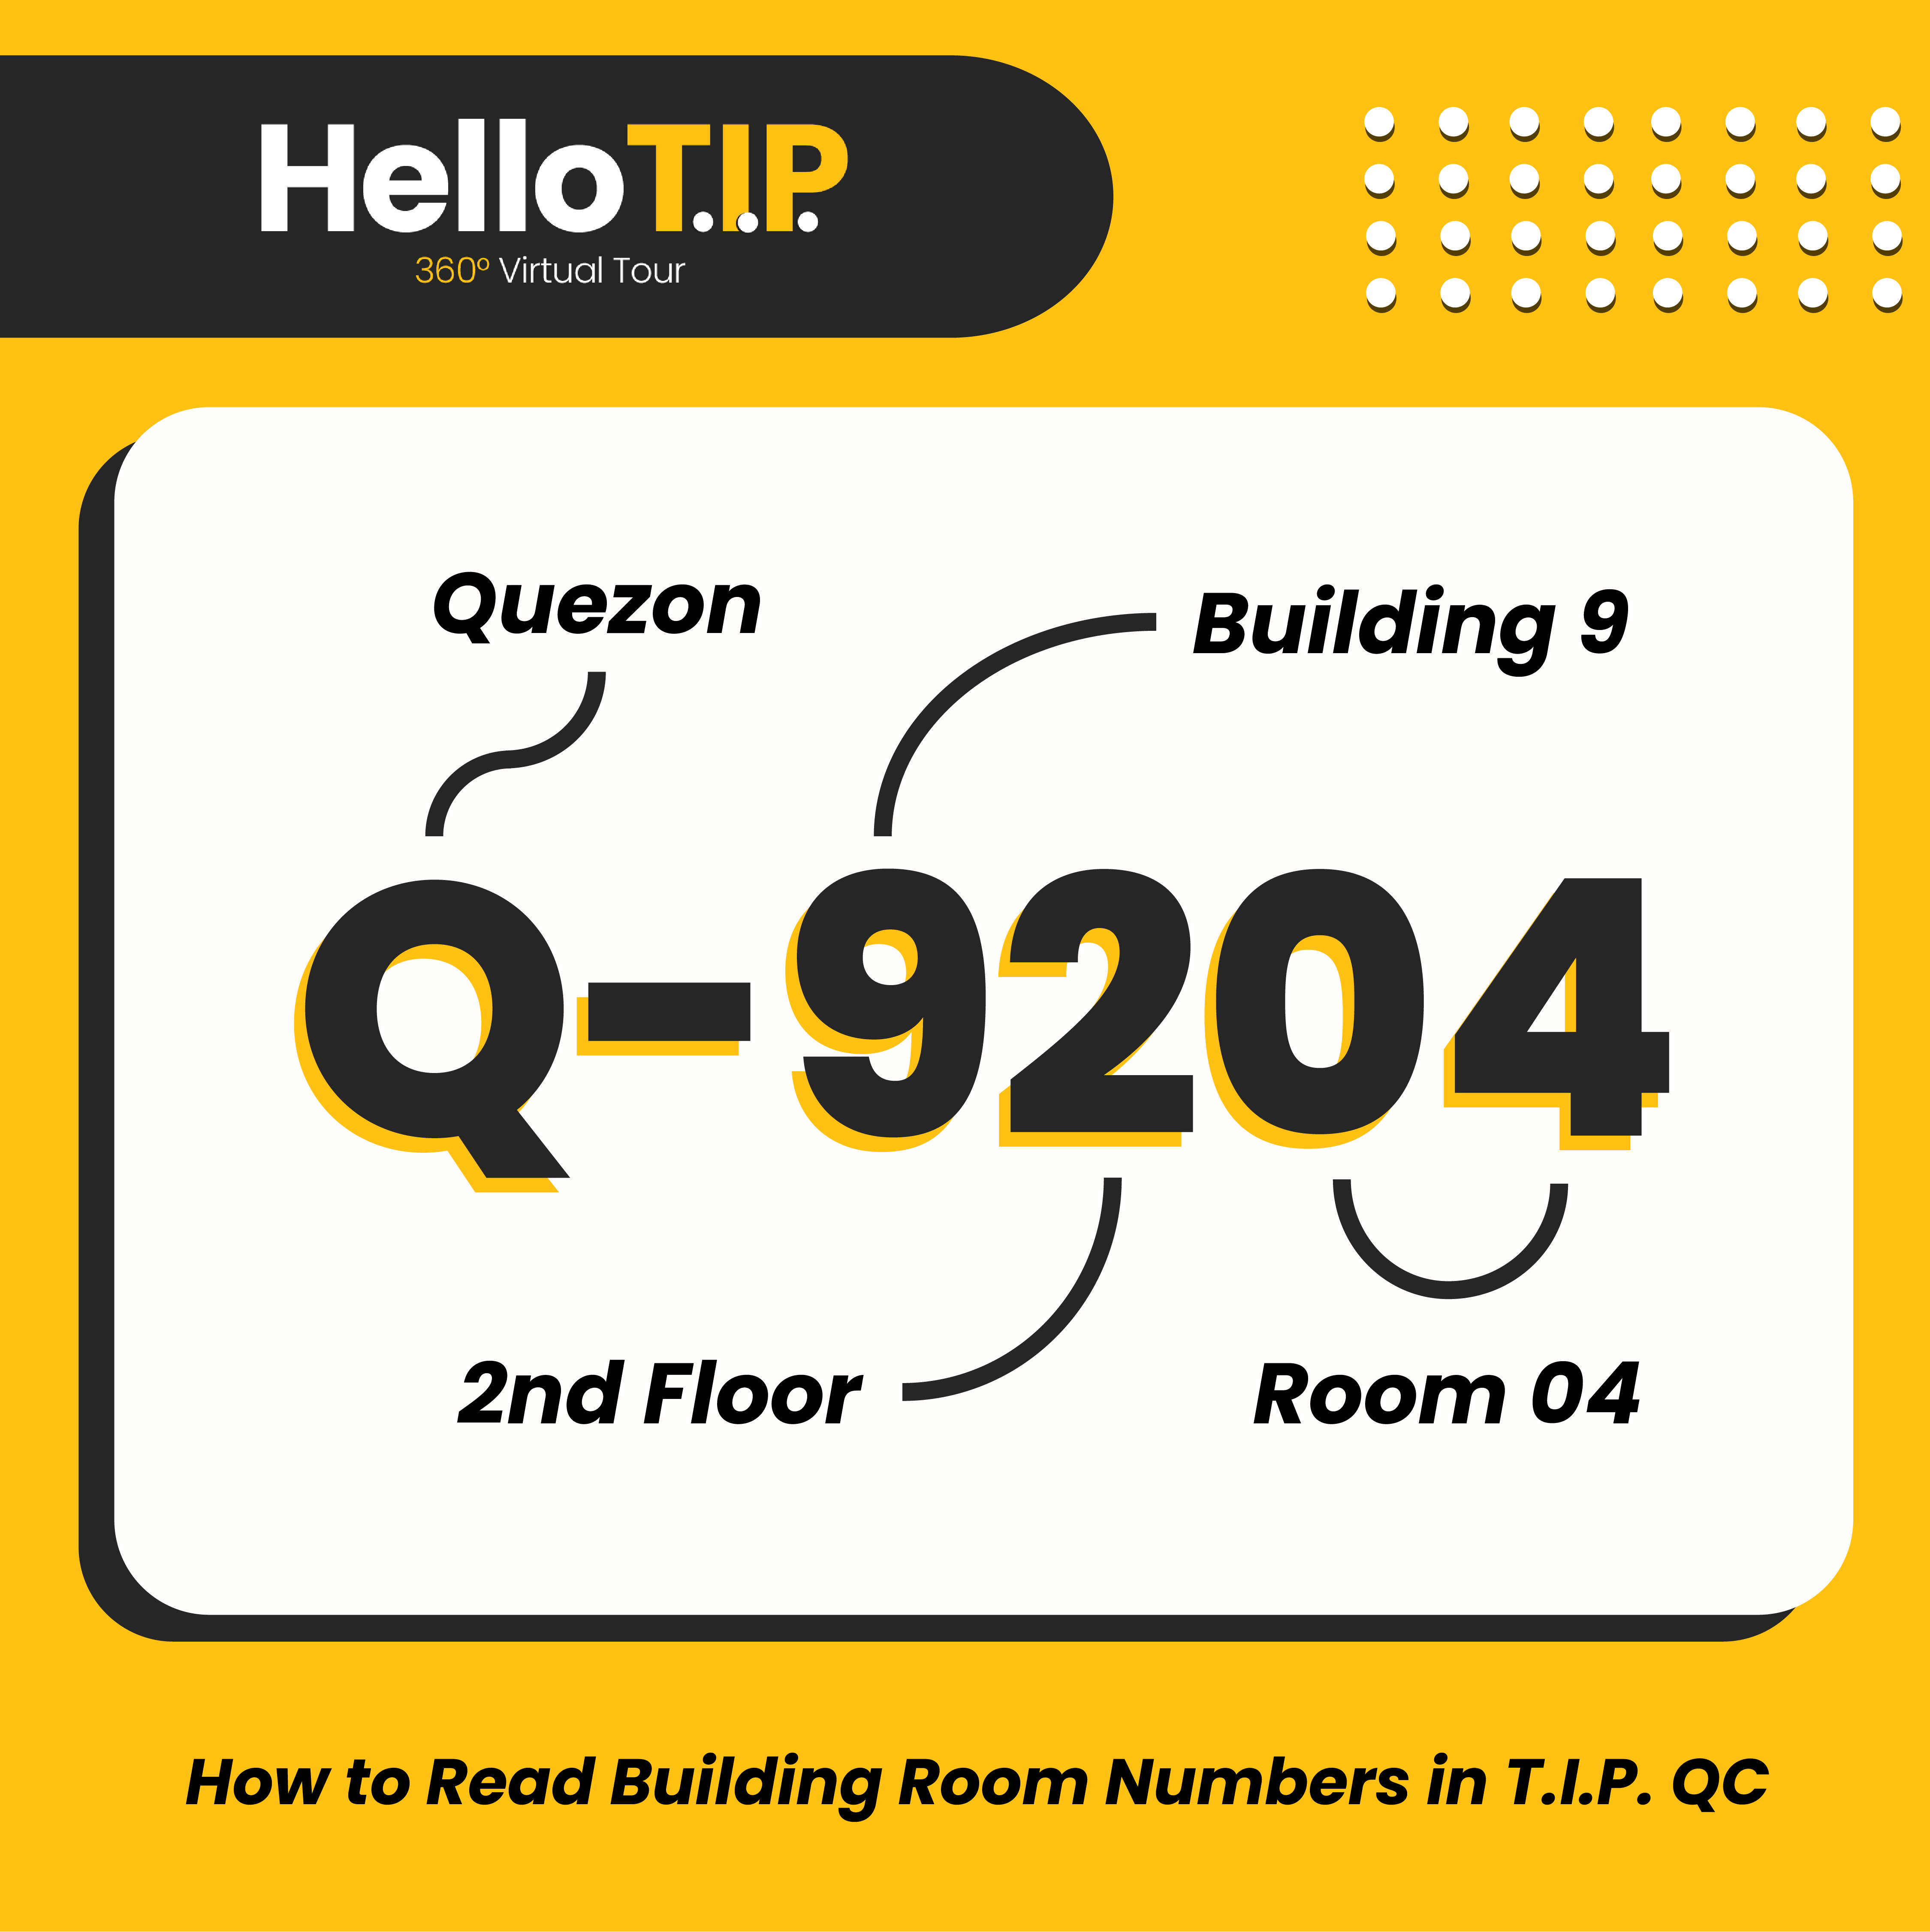 HelloT.I.P.
360° Virtual Tour
Quezon
Building 9
Q-9204
2nd Floor
Room 04
How to Read Building Room Numbers in T.I.P. QC